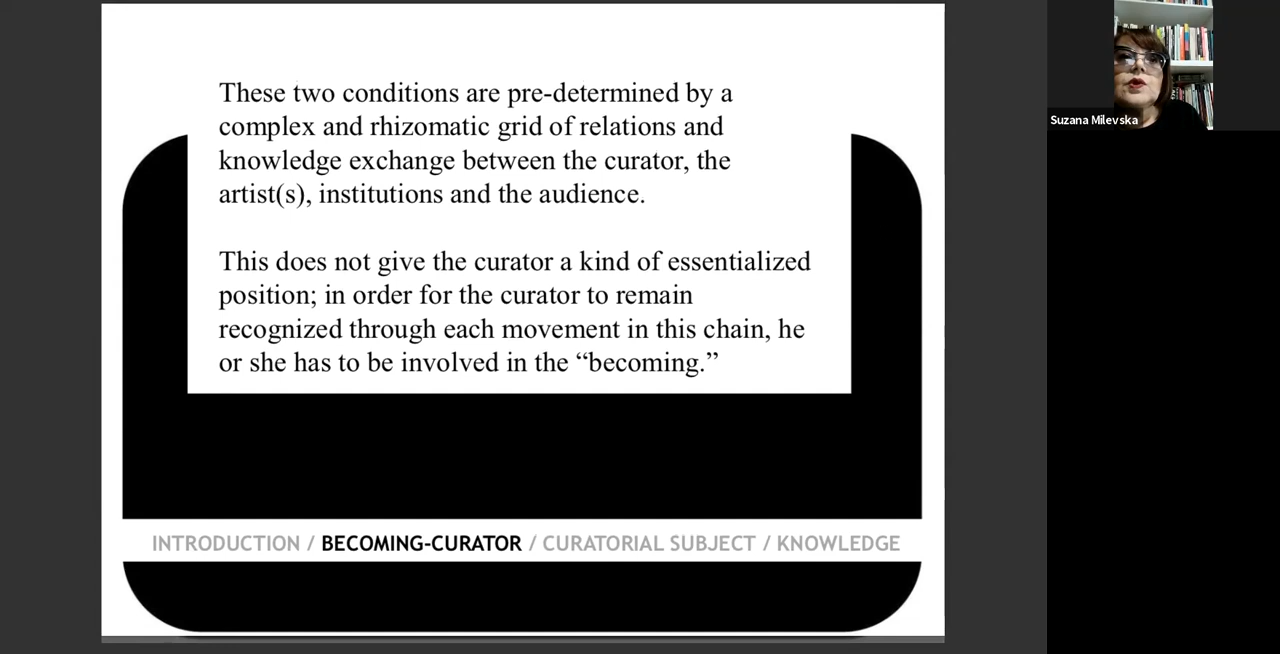 These two conditions are pre-determined by a
complex and rhizomatic grid of relations and
knowledge exchange between the curator, the
artist(s), institutions and the audience.
This does not give the curator a kind of essentialized
position; in order for the curator to remain
recognized through each movement in this chain, he
or she has to be involved in the “becoming.”
INTRODUCTION / BECOMING-CURATOR / CURATORIAL SUBJECT / KNOWLEDGE
Suzana Milevska